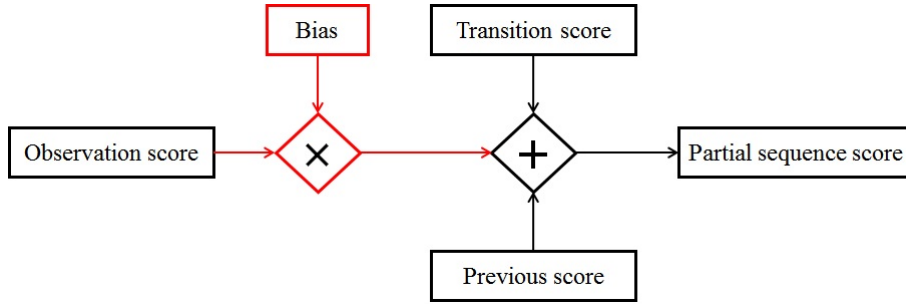 Bias
Transition score
Observation score
×
+
Partial sequence score
Previous score